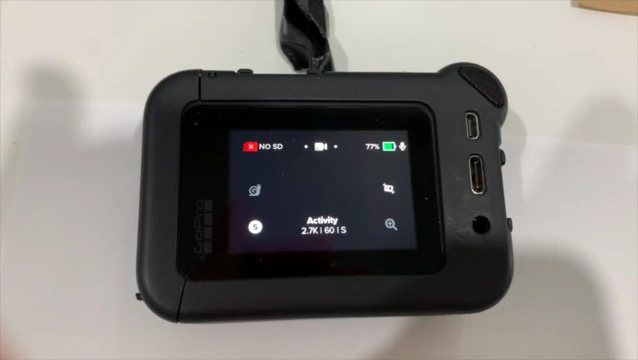 NO SD
77%
S
Activity
2.7K | 60 | S
GoPro